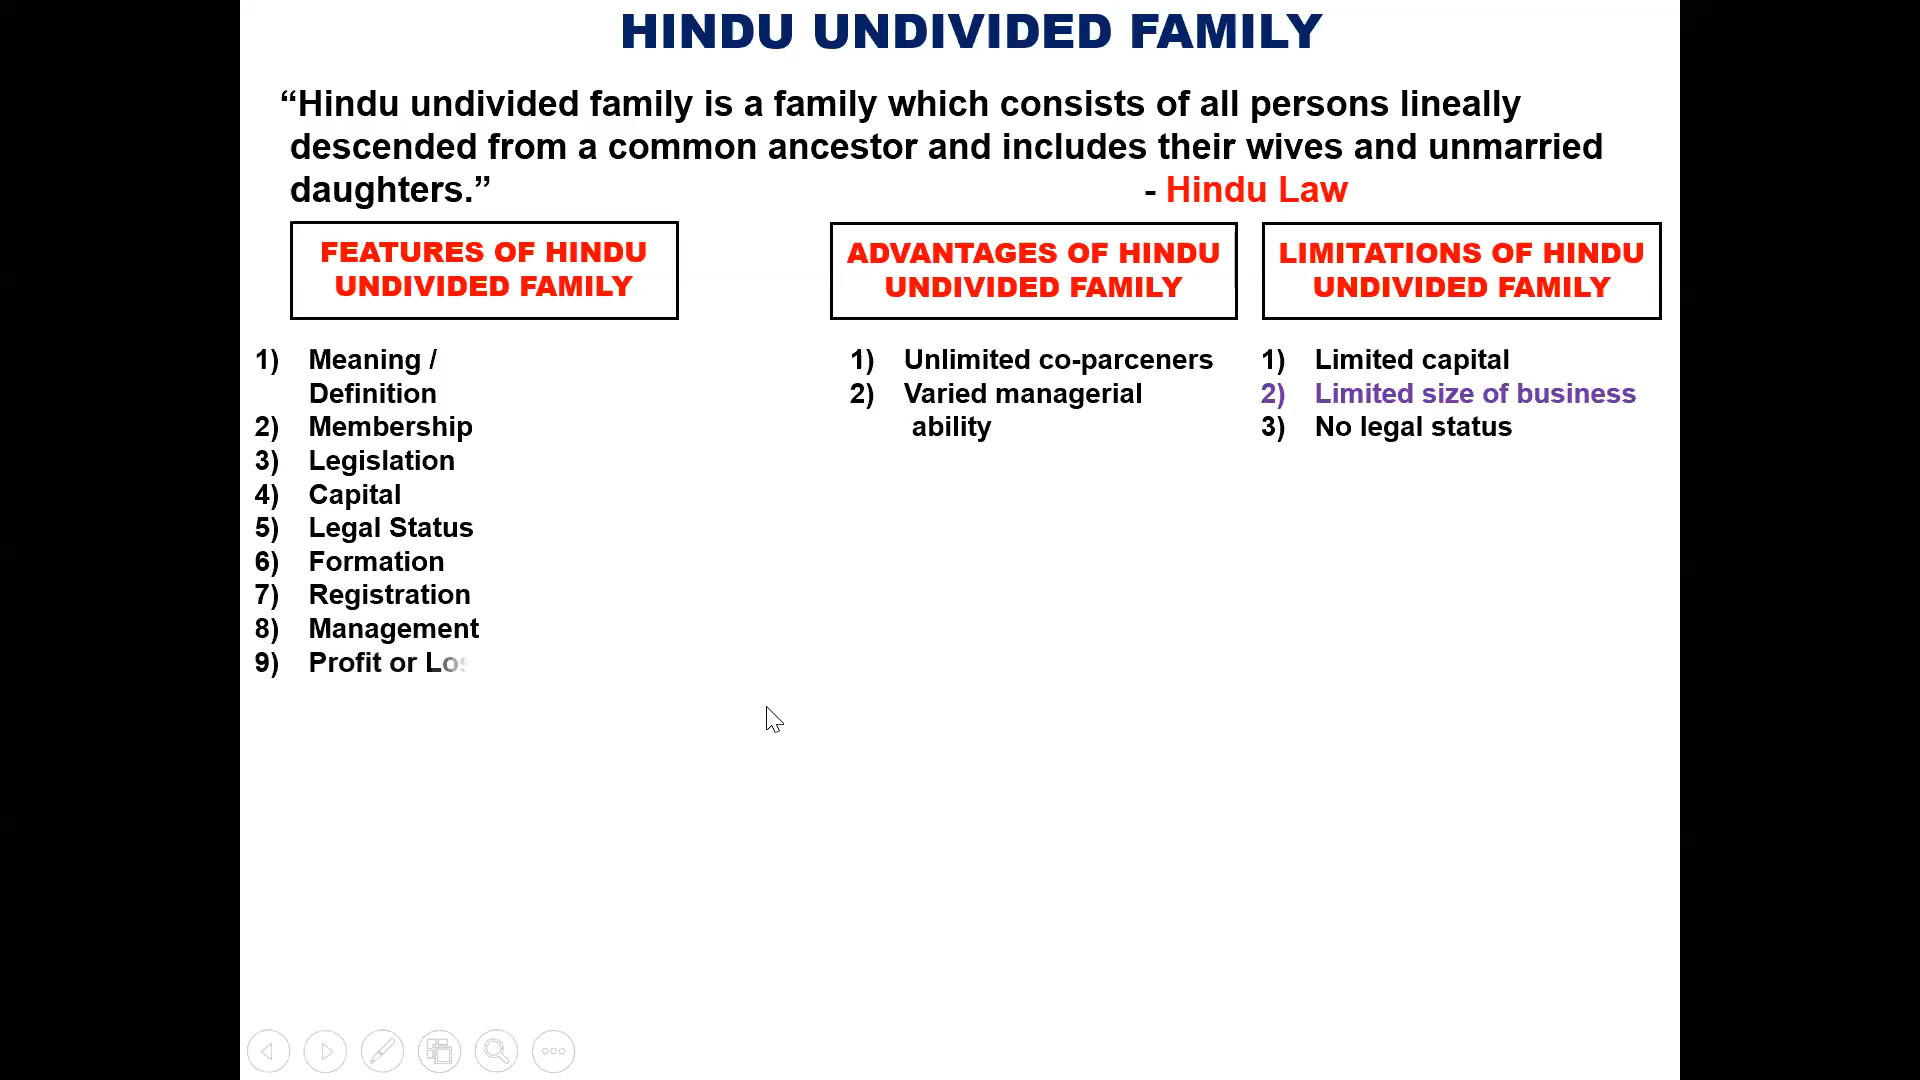 HINDU UNDIVIDED FAMILY
“Hindu undivided family is a family which consists of all persons lineally
descended from a common ancestor and includes their wives and unmarried
daughters.” - Hindu Law
FEATURES OF HINDU
UNDIVIDED FAMILY
1) Meaning /
Definition
2) Membership
3) Legislation
4) Capital
5) Legal Status
6) Formation
7) Registration
8) Management
9) Profit or
ADVANTAGES OF HINDU
UNDIVIDED FAMILY
1) Unlimited co-parceners
2) Varied managerial
ability
LIMITATIONS OF HINDU
UNDIVIDED FAMILY
1) Limited capital
2) Limited size of business
3) No legal status